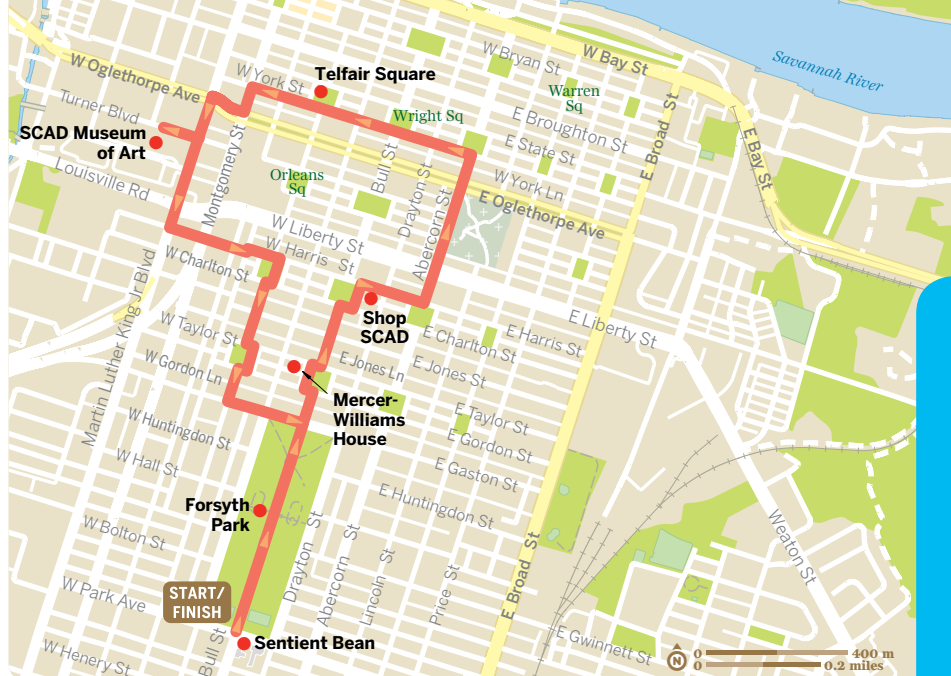 W Bay St
W Bryan St
Savannah River
W Oglethorpe Ave
W York St
Telfair Square
Warren
Sq
Turner Blvd
Wright Sq
E Broughton St
E Broad St
SCAD Museum
of Art
Montgomery St
E State St
E Bay St
Bull St
Louisville Rd
Orleans
Sq
Drayton St
W York Ln
E Oglethorpe Ave
Abercorn St
W Liberty St
W Harris St
W Charlton St
Shop
SCAD
E Liberty St
W Taylor St
E Charlton St
E Harris St
Martin Luther King Jr Blvd
W Gordon Ln
E Jones Ln
E Jones St
Mercer-
Williams
House
E Taylor St
W Huntingdon St
E Gordon St
W Hall St
E Gaston St
Forsyth
Park
E Huntingdon St
W Bolton St
Drayton St
Abercorn St
Lincoln St
Price St
E Broad St
Weaton St
W Park Ave
START/
FINISH
Bull St
Sentient Bean
W Henery St
E Gwinnett St
N
0 400 m
0 0.2 miles